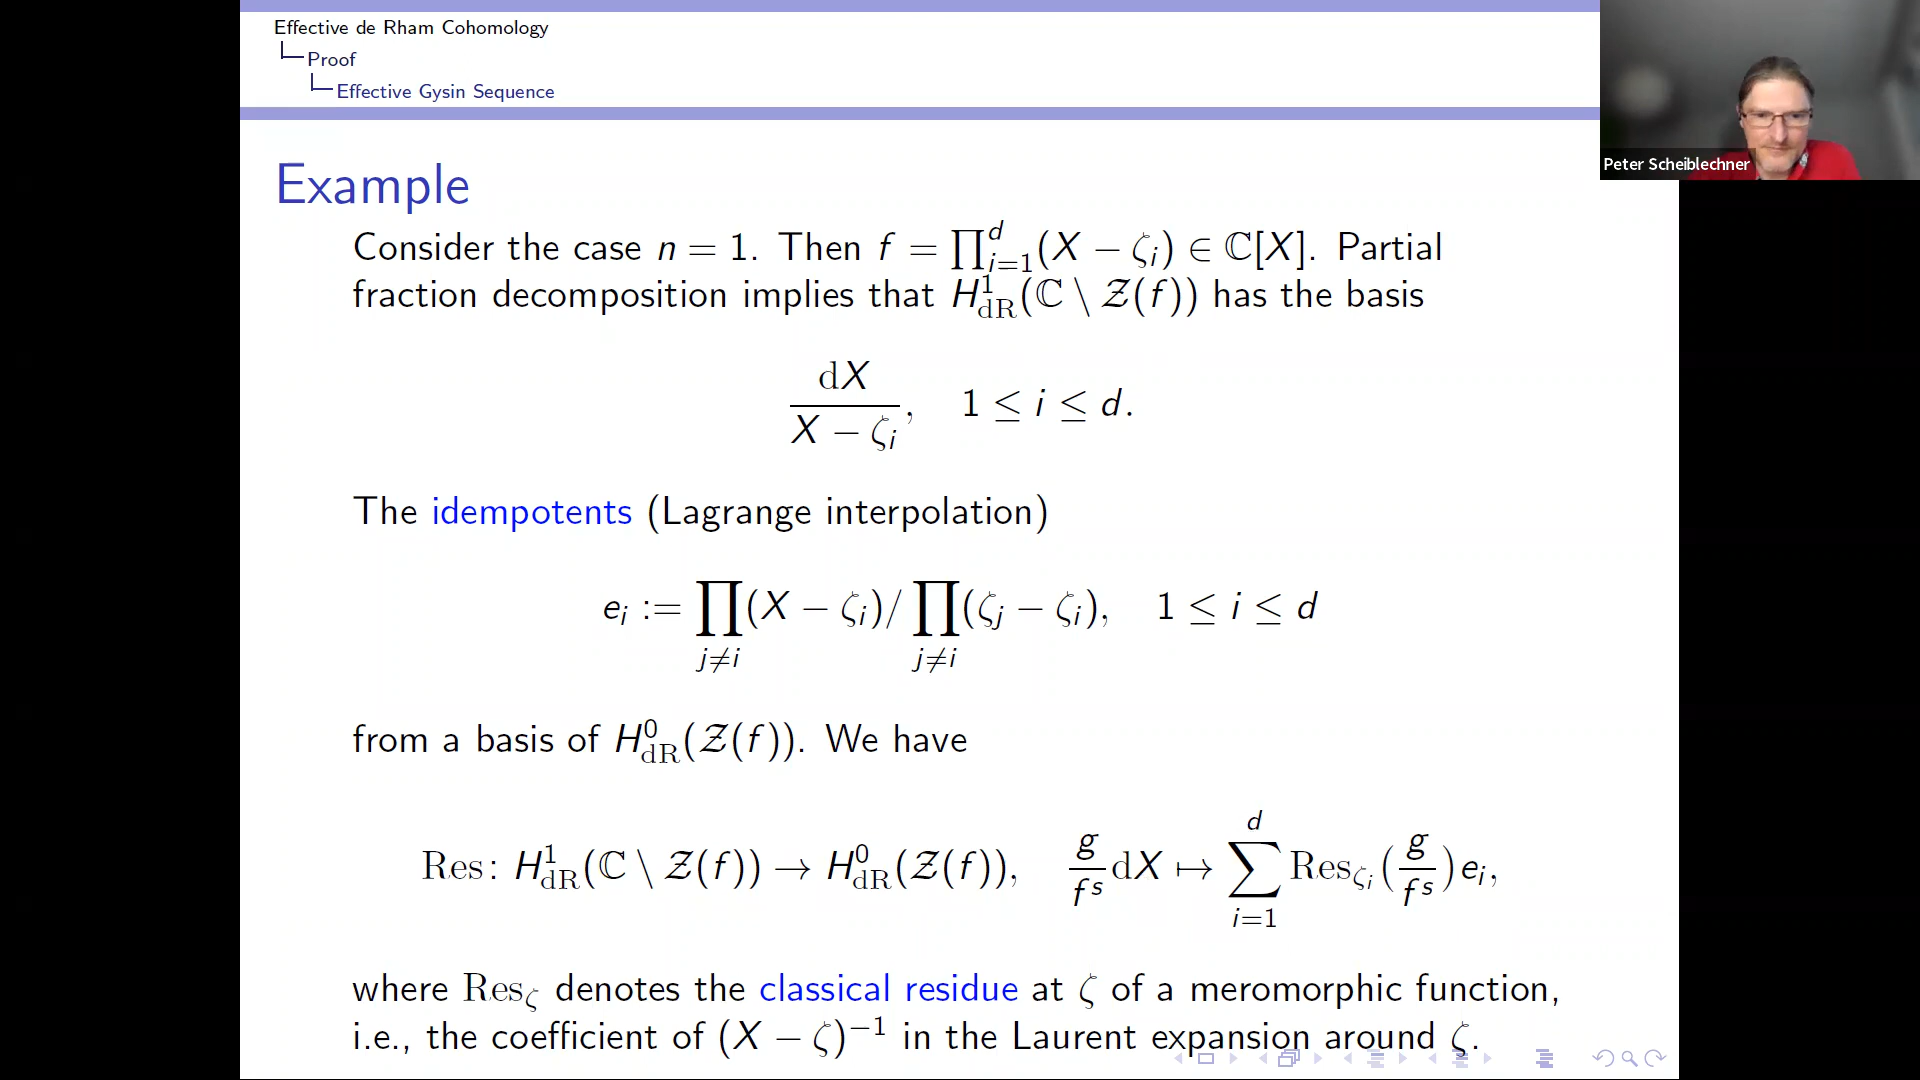 Effective de Rham Cohomology
Proof
Effective Gysin Sequence
Peter Scheiblechner
Example
Consider the case n = 1. Then f = ∏_{i=1}^{d}(X − ζ_i) ∈ ℂ[X]. Partial
fraction decomposition implies that H^1_{dR}(ℂ \ 𝒵(f)) has the basis
dX/(X − ζ_i), 1 ≤ i ≤ d.
The idempotents (Lagrange interpolation)
e_i := ∏_{j≠i}(X − ζ_i)/ ∏_{j≠i}(ζ_j − ζ_i), 1 ≤ i ≤ d
from a basis of H^0_{dR}(𝒵(f)). We have
Res: H^1_{dR}(ℂ \ 𝒵(f)) → H^0_{dR}(𝒵(f)), g/f^s dX ↦ ∑_{i=1}^{d} Res_{ζ_i}(g/f^s)e_i,
where Res_ζ denotes the classical residue at ζ of a meromorphic function,
i.e., the coefficient of (X − ζ)^{−1} in the Laurent expansion around ζ.